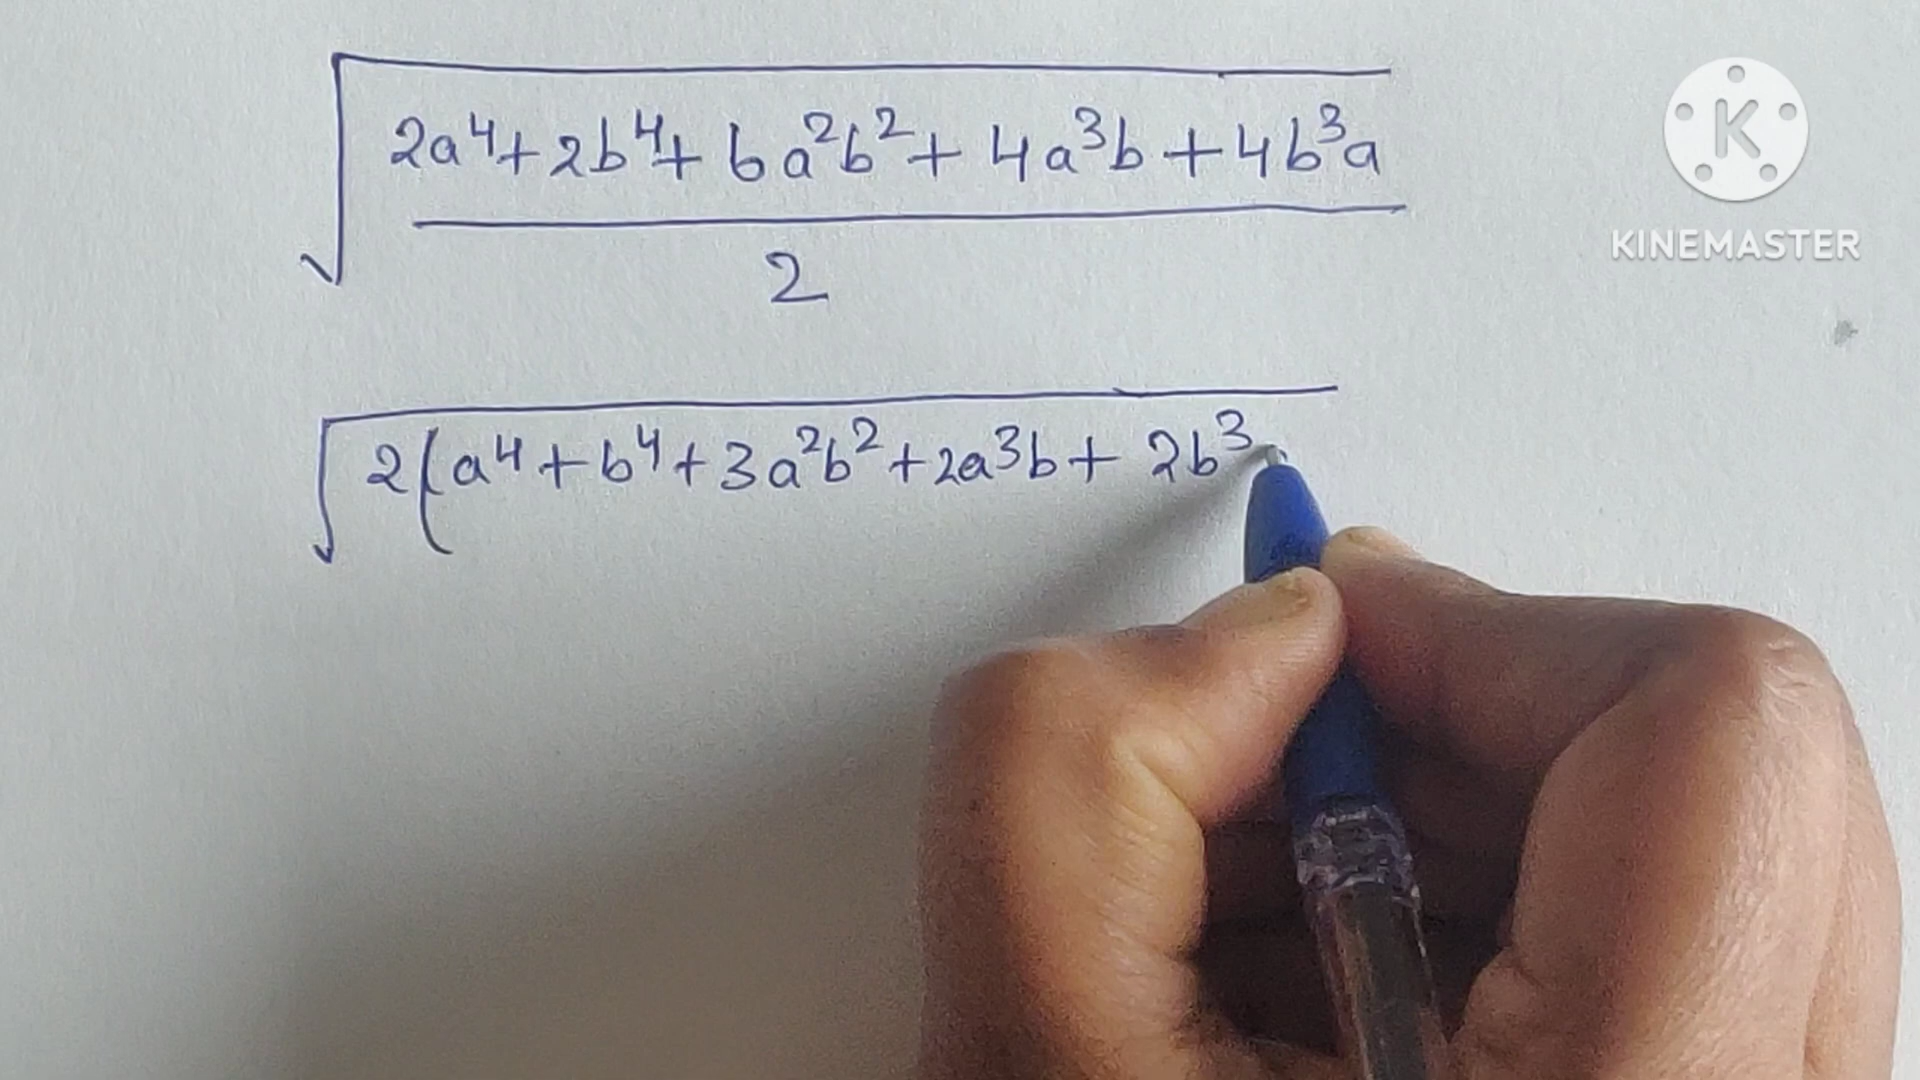 √(2a⁴+2b⁴+6a²b²+4a³b+4b³a
2
√2(a⁴+b⁴+3a²b²+2a³b+2b³
K
KINEMASTER